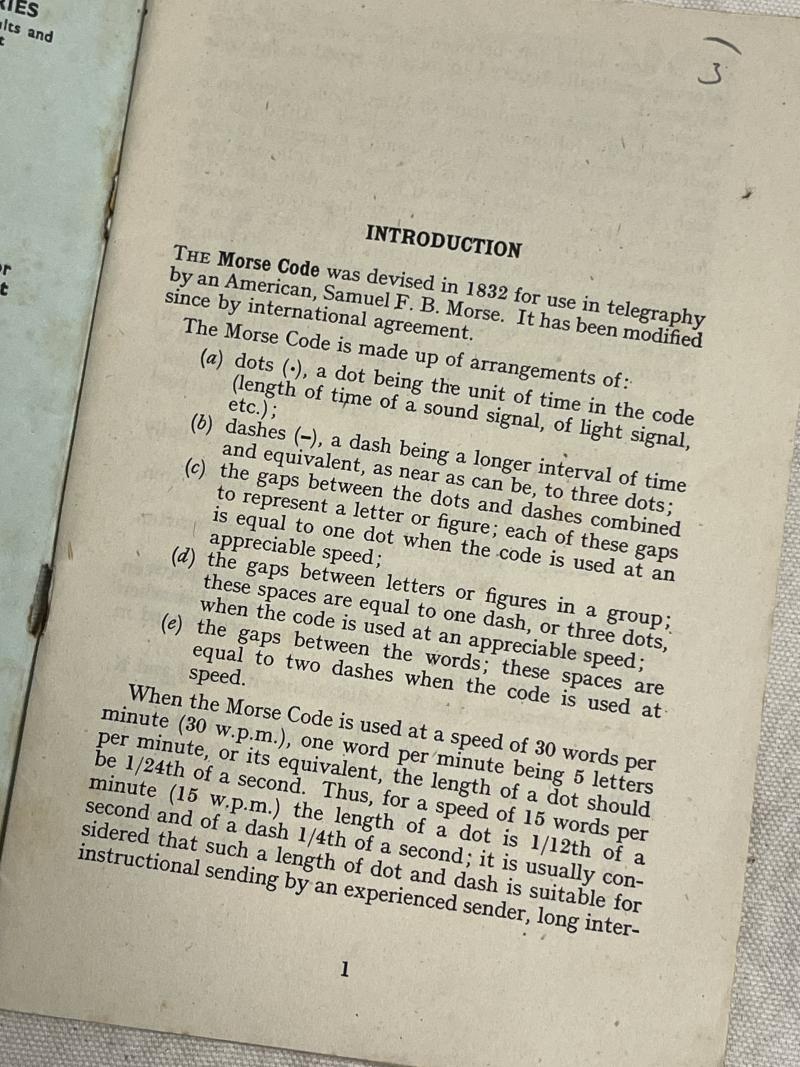 RIES
ults and
t
or
t
3
INTRODUCTION
THE Morse Code was devised in 1832 for use in telegraphy
by an American, Samuel F. B. Morse. It has been modified
since by international agreement.
The Morse Code is made up of arrangements of:
(a) dots (·), a dot being the unit of time in the code
(length of time of a sound signal, of light signal,
etc.);
(b) dashes (–), a dash being a longer interval of time
and equivalent, as near as can be, to three dots;
(c) the gaps between the dots and dashes combined
to represent a letter or figure; each of these gaps
is equal to one dot when the code is used at an
appreciable speed;
(d) the gaps between letters or figures in a group;
these spaces are equal to one dash, or three dots,
when the code is used at an appreciable speed;
(e) the gaps between the words; these spaces are
equal to two dashes when the code is used at
speed.
When the Morse Code is used at a speed of 30 words per
minute (30 w.p.m.), one word per minute being 5 letters
per minute, or its equivalent, the length of a dot should
be 1/24th of a second. Thus, for a speed of 15 words per
minute (15 w.p.m.) the length of a dot is 1/12th of a
second and of a dash 1/4th of a second; it is usually con-
sidered that such a length of dot and dash is suitable for
instructional sending by an experienced sender, long inter-
1